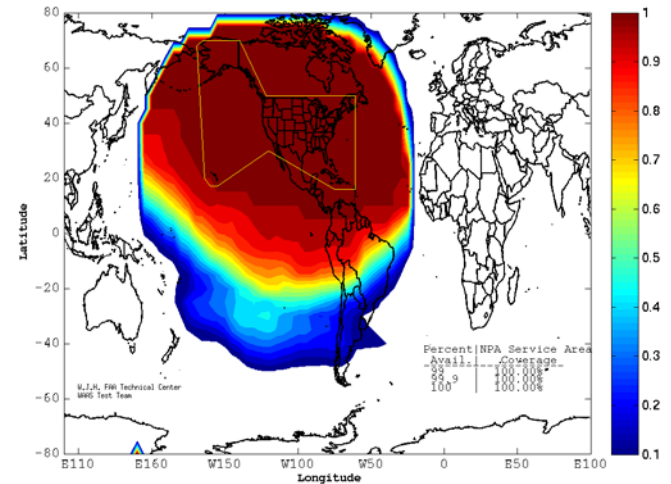 80
60
40
20
0
-20
-40
-60
-80
Latitude
E110 E160 W150 W100 W50 0 E50 E100
Longitude
Percent|NPA Service Area
Avail.| Coverage
99 | 100.00%
99.9 | 100.00%
100 | 100.00%
W.J.H. FAA Technical Center
WAAS Test Team
1
0.9
0.8
0.7
0.6
0.5
0.4
0.3
0.2
0.1